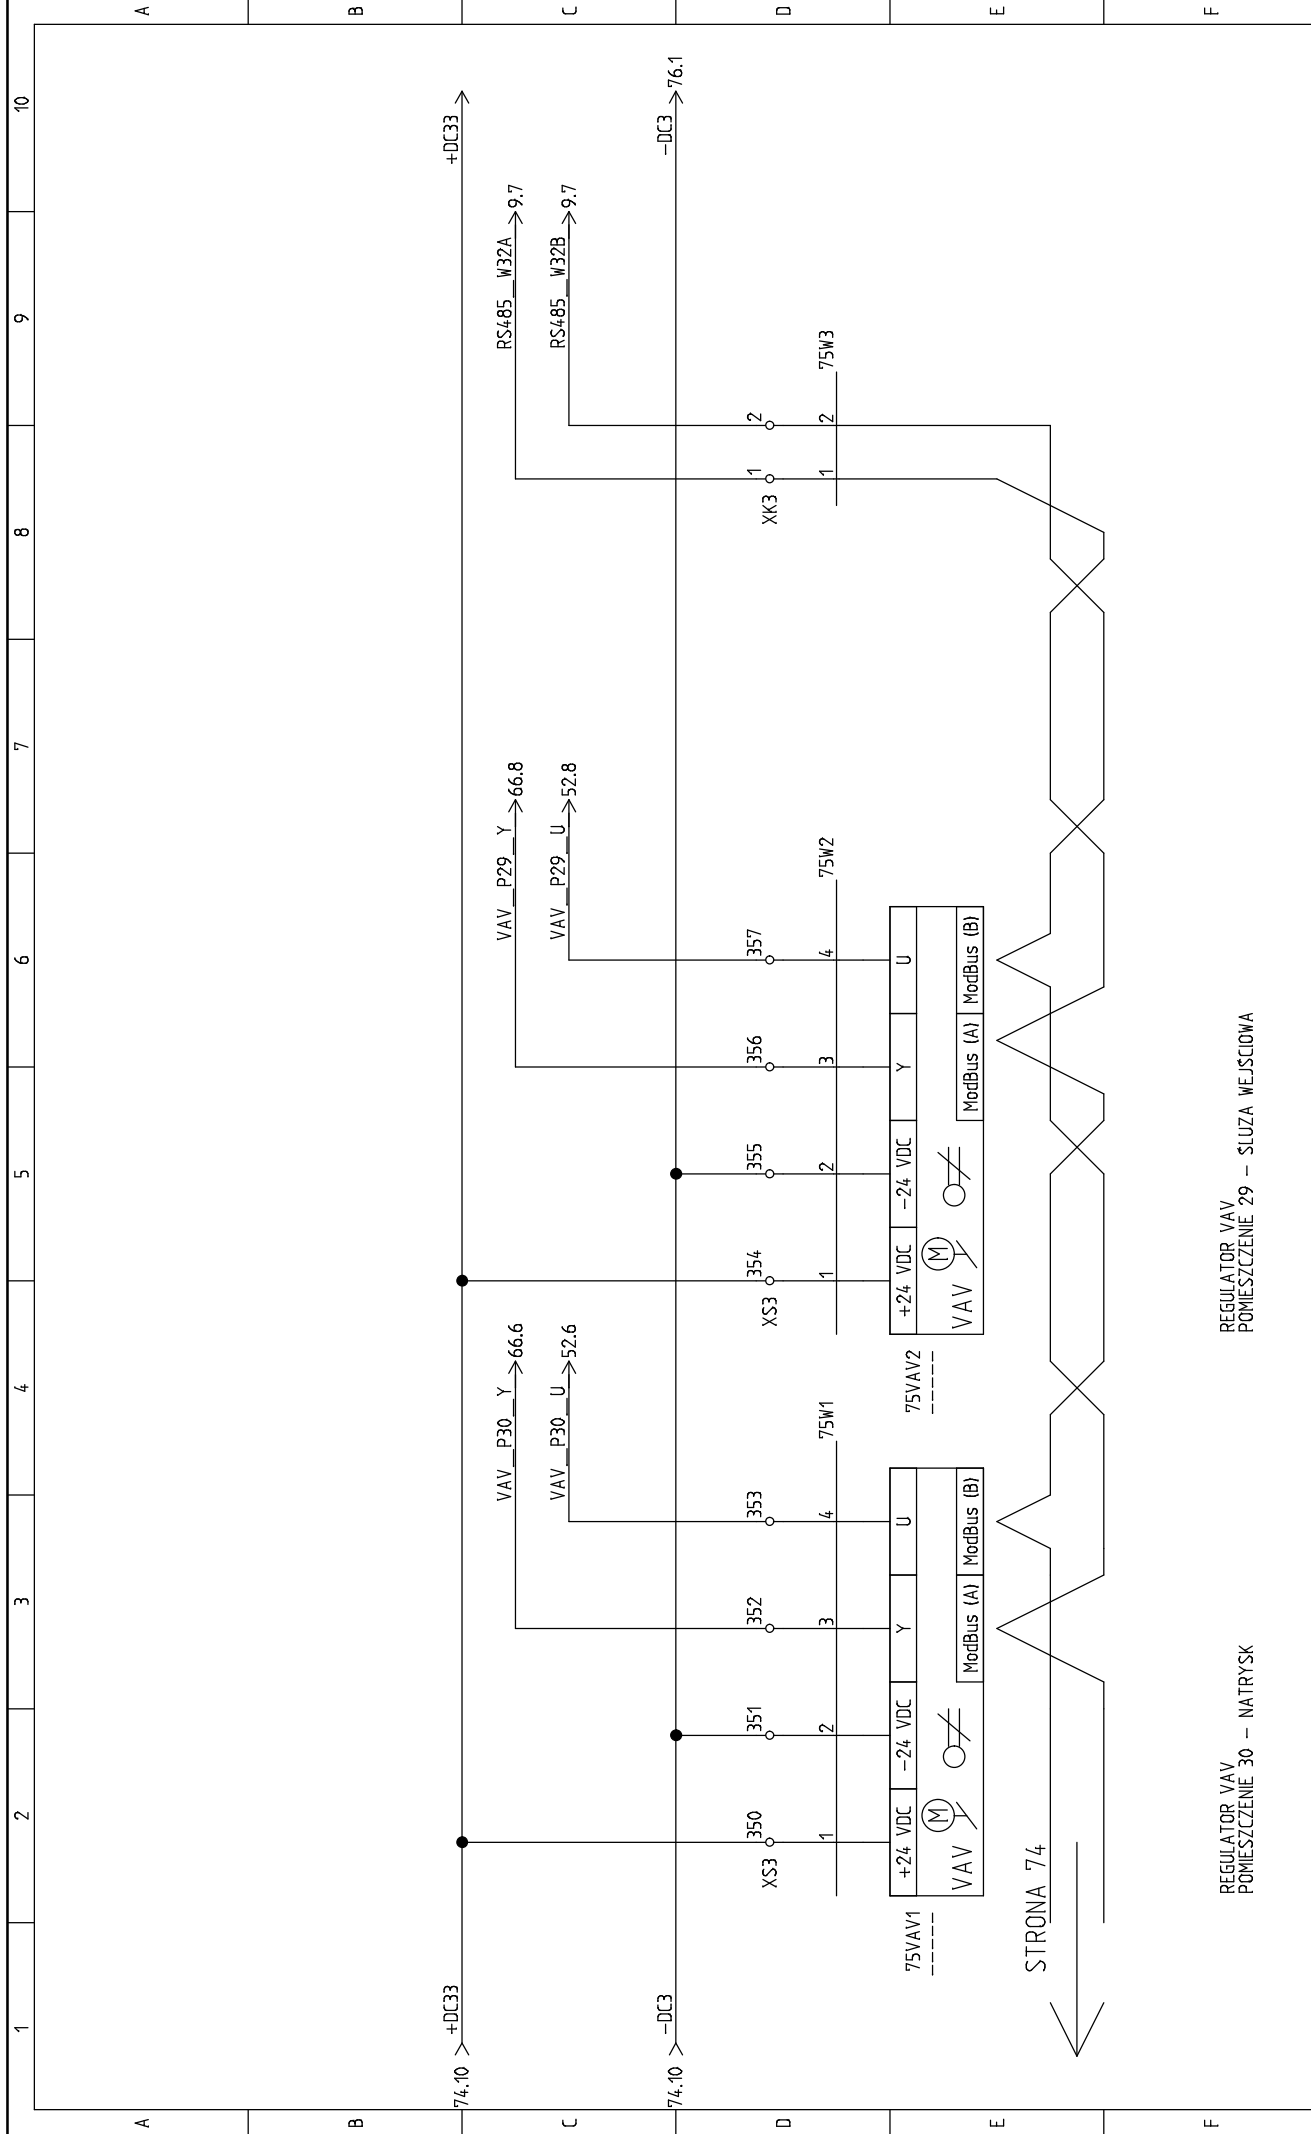 1 2 3 4 5 6 7 8 9 10
A A
B B
74.10 +DC33 +DC33
VAV_P30_Y 66.6 VAV_P29_Y 66.8 RS485_W32A 9.7
C VAV_P30_U 52.6 VAV_P29_U 52.8 RS485_W32B 9.7 C
74.10 -DC3 -DC3 76.1
350 351 352 353 354 355 356 357 1 2
D XS3 XS3 XK3 D
1 2 3 4 75W1 1 2 3 4 75W2 1 2 75W3
75VAV1 +24 VDC -24 VDC Y U 75VAV2 +24 VDC -24 VDC Y U
M M
VAV ModBus (A) ModBus (B) VAV ModBus (A) ModBus (B)
E E
STRONA 74
F F
REGULATOR VAV
POMIESZCZENIE 30 - NATRYSK
REGULATOR VAV
POMIESZCZENIE 29 - SLUZA WEJSCIOWA